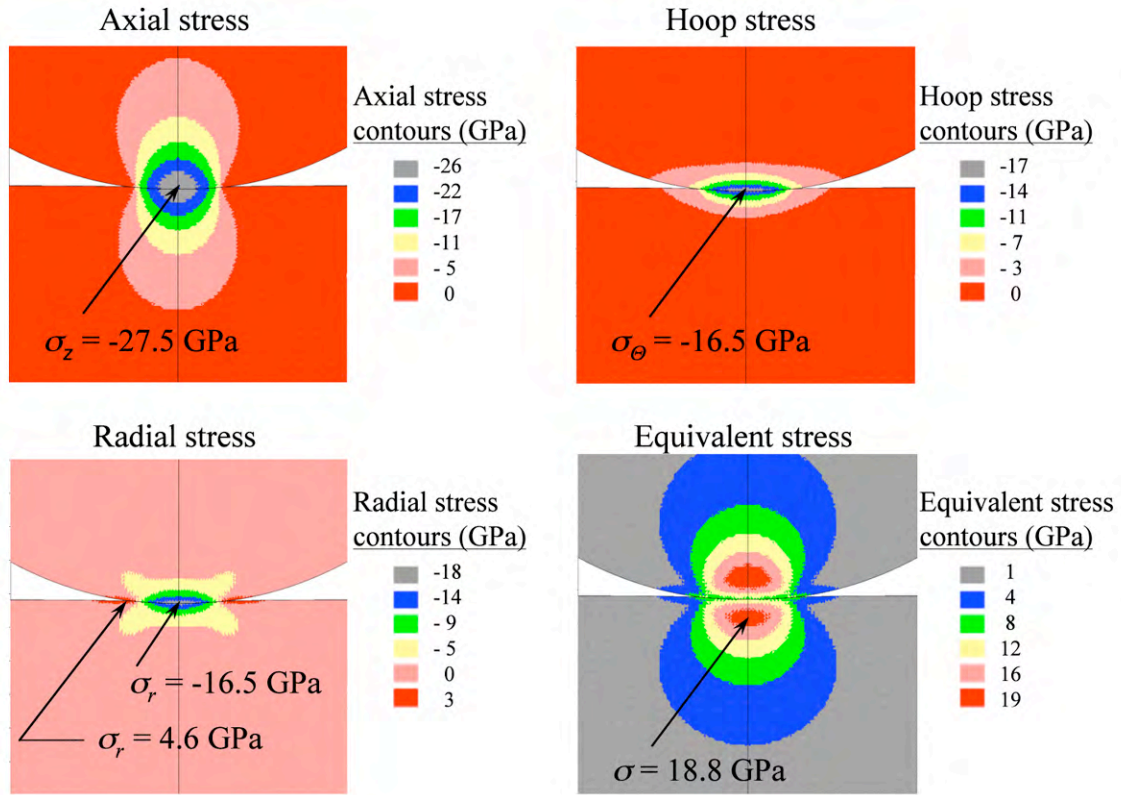 Axial stress
Axial stress
contours (GPa)
-26
-22
-17
-11
- 5
0
σz = -27.5 GPa
Hoop stress
Hoop stress
contours (GPa)
-17
-14
-11
- 7
- 3
0
σΘ = -16.5 GPa
Radial stress
Radial stress
contours (GPa)
-18
-14
- 9
- 5
0
3
σr = -16.5 GPa
σr = 4.6 GPa
Equivalent stress
Equivalent stress
contours (GPa)
1
4
8
12
16
19
σ = 18.8 GPa